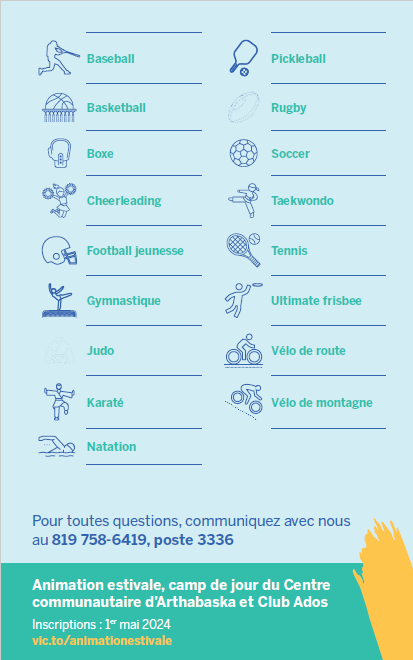 Baseball
Basketball
Boxe
Cheerleading
Football jeunesse
Gymnastique
Judo
Karaté
Natation
Pickleball
Rugby
Soccer
Taekwondo
Tennis
Ultimate frisbee
Vélo de route
Vélo de montagne
Pour toutes questions, communiquez avec nous
au 819 758-6419, poste 3336
Animation estivale, camp de jour du Centre
communautaire d'Arthabaska et Club Ados
Inscriptions : 1er mai 2024
vic.to/animationestivale